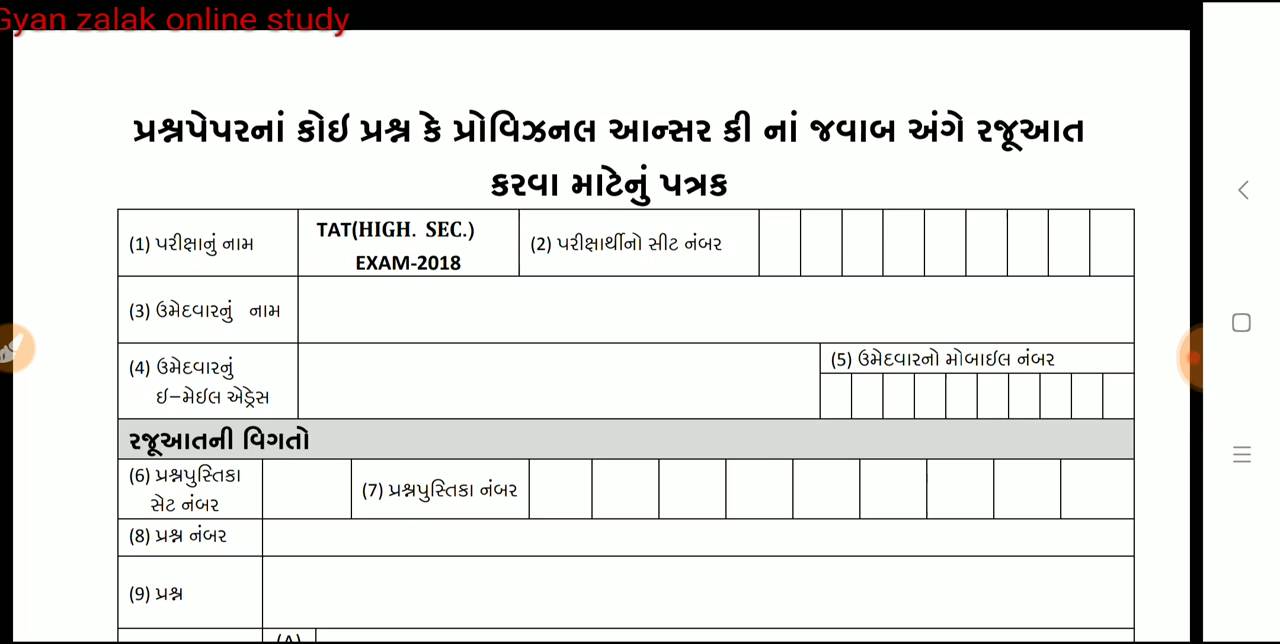 Gyan zalak online study
પ્રશ્નપેપરનાં કોઇ પ્રશ્ન કે પ્રોવિઝનલ આન્સર કી નાં જવાબ અંગે રજૂઆત
કરવા માટેનું પત્રક
(1) પરીક્ષાનું નામ
TAT(HIGH. SEC.)
EXAM-2018
(2) પરીક્ષાર્થીનો સીટ નંબર
(3) ઉમેદવારનું નામ
(4) ઉમેદવારનું
ઇ–મેઇલ એડ્રેસ
(5) ઉમેદવારનો મોબાઈલ નંબર
રજૂઆતની વિગતો
(6) પ્રશ્નપુસ્તિકા
સેટ નંબર
(7) પ્રશ્નપુસ્તિકા નંબર
(8) પ્રશ્ન નંબર
(9) પ્રશ્ન
(A)